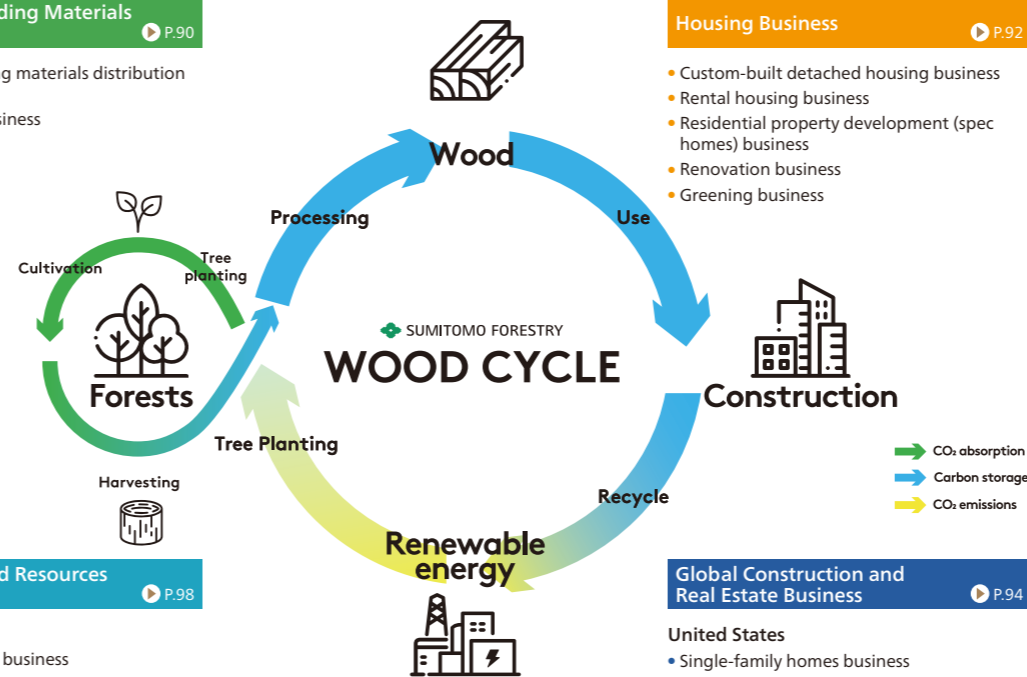 ding Materials
P.90
g materials distribution
siness
Housing Business
P.92
• Custom-built detached housing business
• Rental housing business
• Residential property development (spec
homes) business
• Renovation business
• Greening business
Wood
Processing
Use
Cultivation
Tree
planting
Forests
SUMITOMO FORESTRY
WOOD CYCLE
Construction
Tree Planting
Harvesting
Recycle
Renewable
energy
CO₂ absorption
Carbon storage
CO₂ emissions
d Resources
P.98
business
Global Construction and
Real Estate Business
P.94
United States
• Single-family homes business